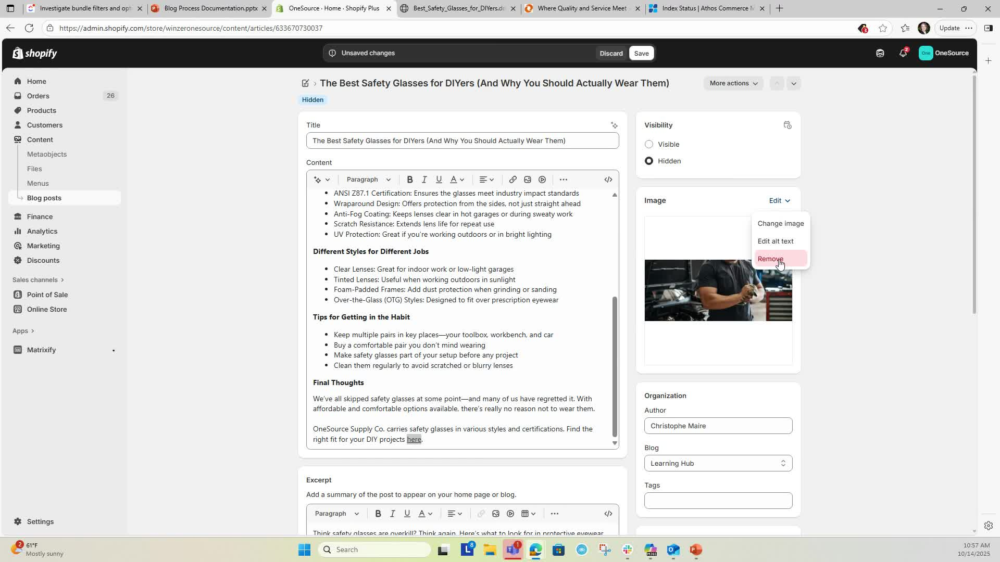 Investigate bundle filters and opti
Blog Process Documentation.pptx
OneSource · Home · Shopify Plus
Best_Safety_Glasses_for_DIYers.do
Where Quality and Service Meet
Index Status | Athos Commerce M
https://admin.shopify.com/store/winzeronesource/content/articles/633670730037
3
Update
shopify
Unsaved changes
Discard
Save
2
One
OneSource
Home
Orders
26
Products
Customers
Content
Metaobjects
Files
Menus
Blog posts
Finance
Analytics
Marketing
Discounts
Sales channels
Point of Sale
Online Store
Apps
Matrixify
Settings
The Best Safety Glasses for DIYers (And Why You Should Actually Wear Them)
More actions
Hidden
Title
The Best Safety Glasses for DIYers (And Why You Should Actually Wear Them)
Content
Paragraph
B I U A
• ANSI Z87.1 Certification: Ensures the glasses meet industry impact standards
• Wraparound Design: Offers protection from the sides, not just straight ahead
• Anti-Fog Coating: Keeps lenses clear in hot garages or during sweaty work
• Scratch Resistance: Extends lens life for repeat use
• UV Protection: Great if you're working outdoors or in bright lighting
Different Styles for Different Jobs
• Clear Lenses: Great for indoor work or low-light garages
• Tinted Lenses: Useful when working outdoors in sunlight
• Foam-Padded Frames: Add dust protection when grinding or sanding
• Over-the-Glass (OTG) Styles: Designed to fit over prescription eyewear
Tips for Getting in the Habit
• Keep multiple pairs in key places—your toolbox, workbench, and car
• Buy a comfortable pair you don't mind wearing
• Make safety glasses part of your setup before any project
• Clean them regularly to avoid scratched or blurry lenses
Final Thoughts
We've all skipped safety glasses at some point—and many of us have regretted it. With
affordable and comfortable options available, there's really no reason not to wear them.
OneSource Supply Co. carries safety glasses in various styles and certifications. Find the
right fit for your DIY projects here.
Excerpt
Add a summary of the post to appear on your home page or blog.
Paragraph
B I U A
Think safety glasses are overkill? Think again. Here's what to look for in protective eyewear
Visibility
Visible
Hidden
Image
Edit
Change image
Edit alt text
Remove
Organization
Author
Christophe Maire
Blog
Learning Hub
Tags
2
61°F
Mostly sunny
Search
L
8
1
M365
10:57 AM
10/14/2025